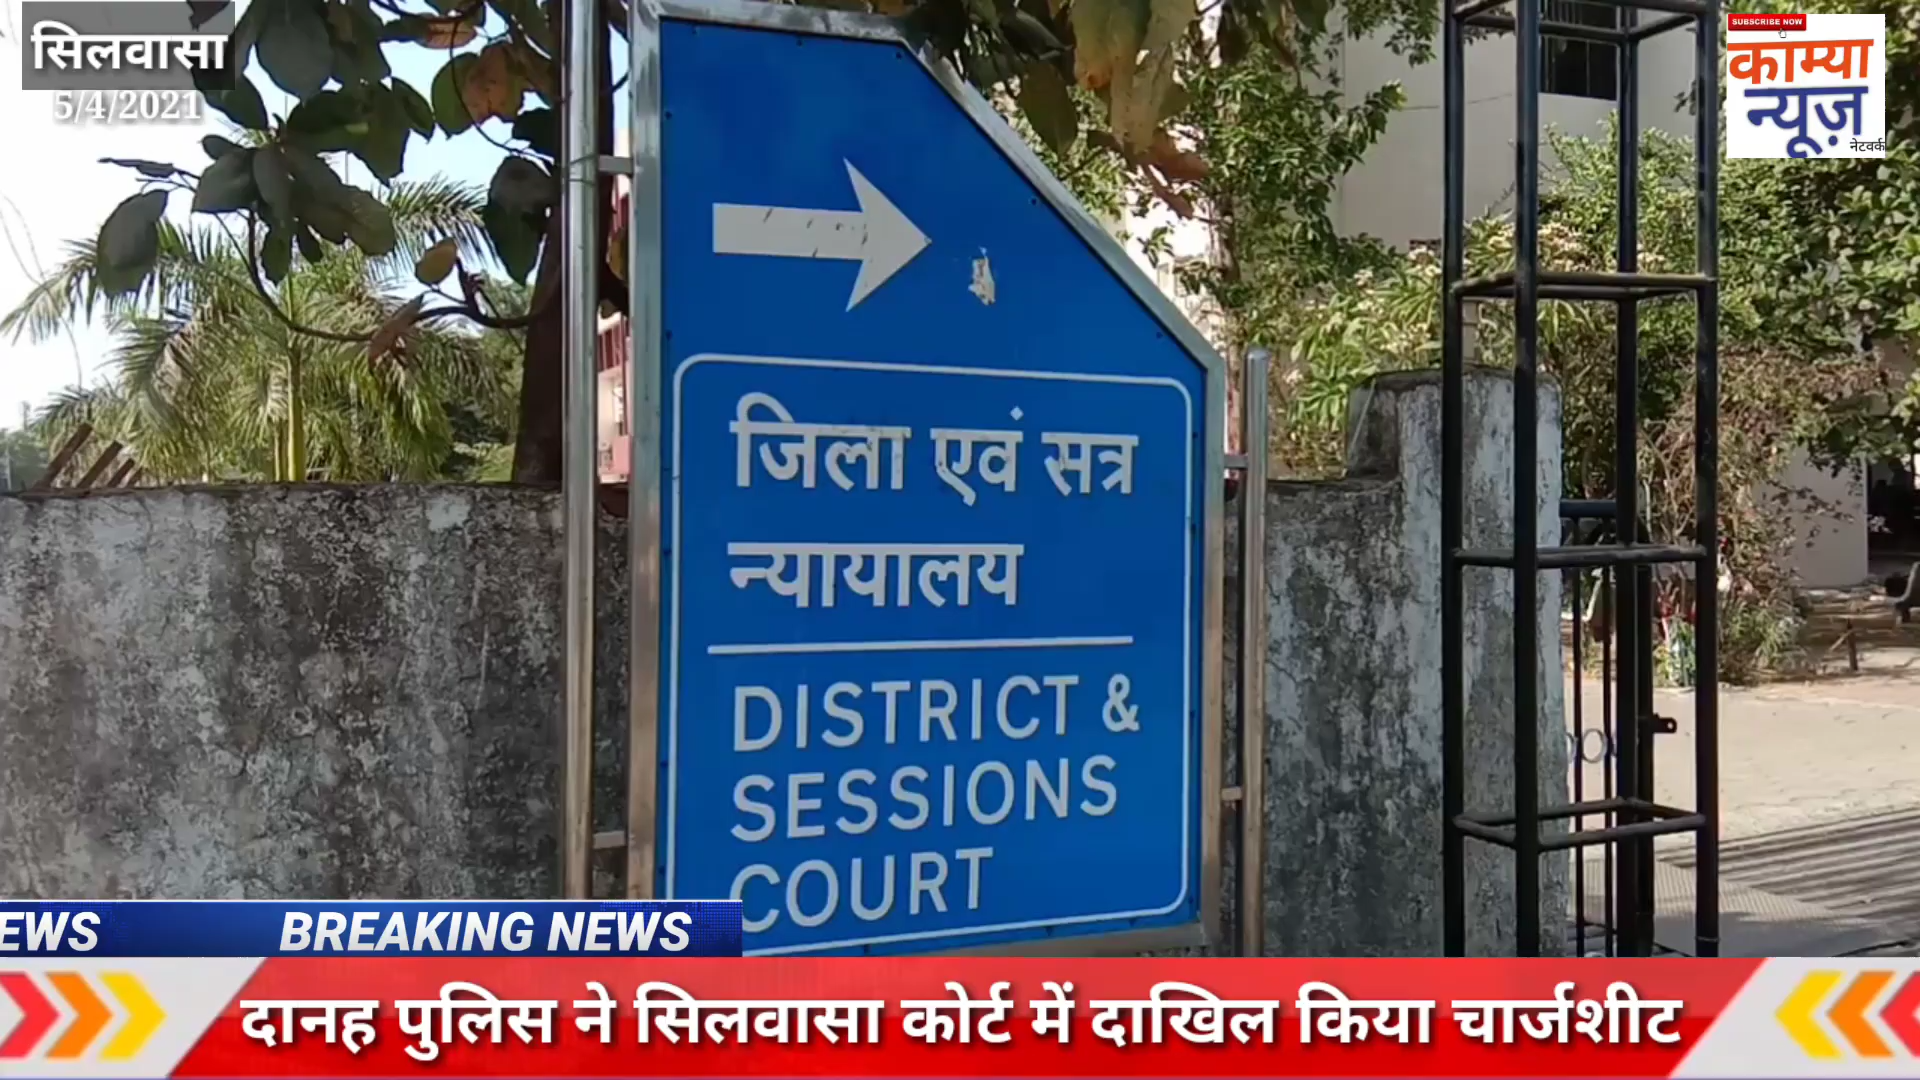 सिलवासा
5/4/2021
SUBSCRIBE NOW
काम्या
न्यूज़
नेटवर्क
जिला एवं सत्र
न्यायालय
DISTRICT &
SESSIONS
COURT
EWS BREAKING NEWS
दानह पुलिस ने सिलवासा कोर्ट में दाखिल किया चार्जशीट